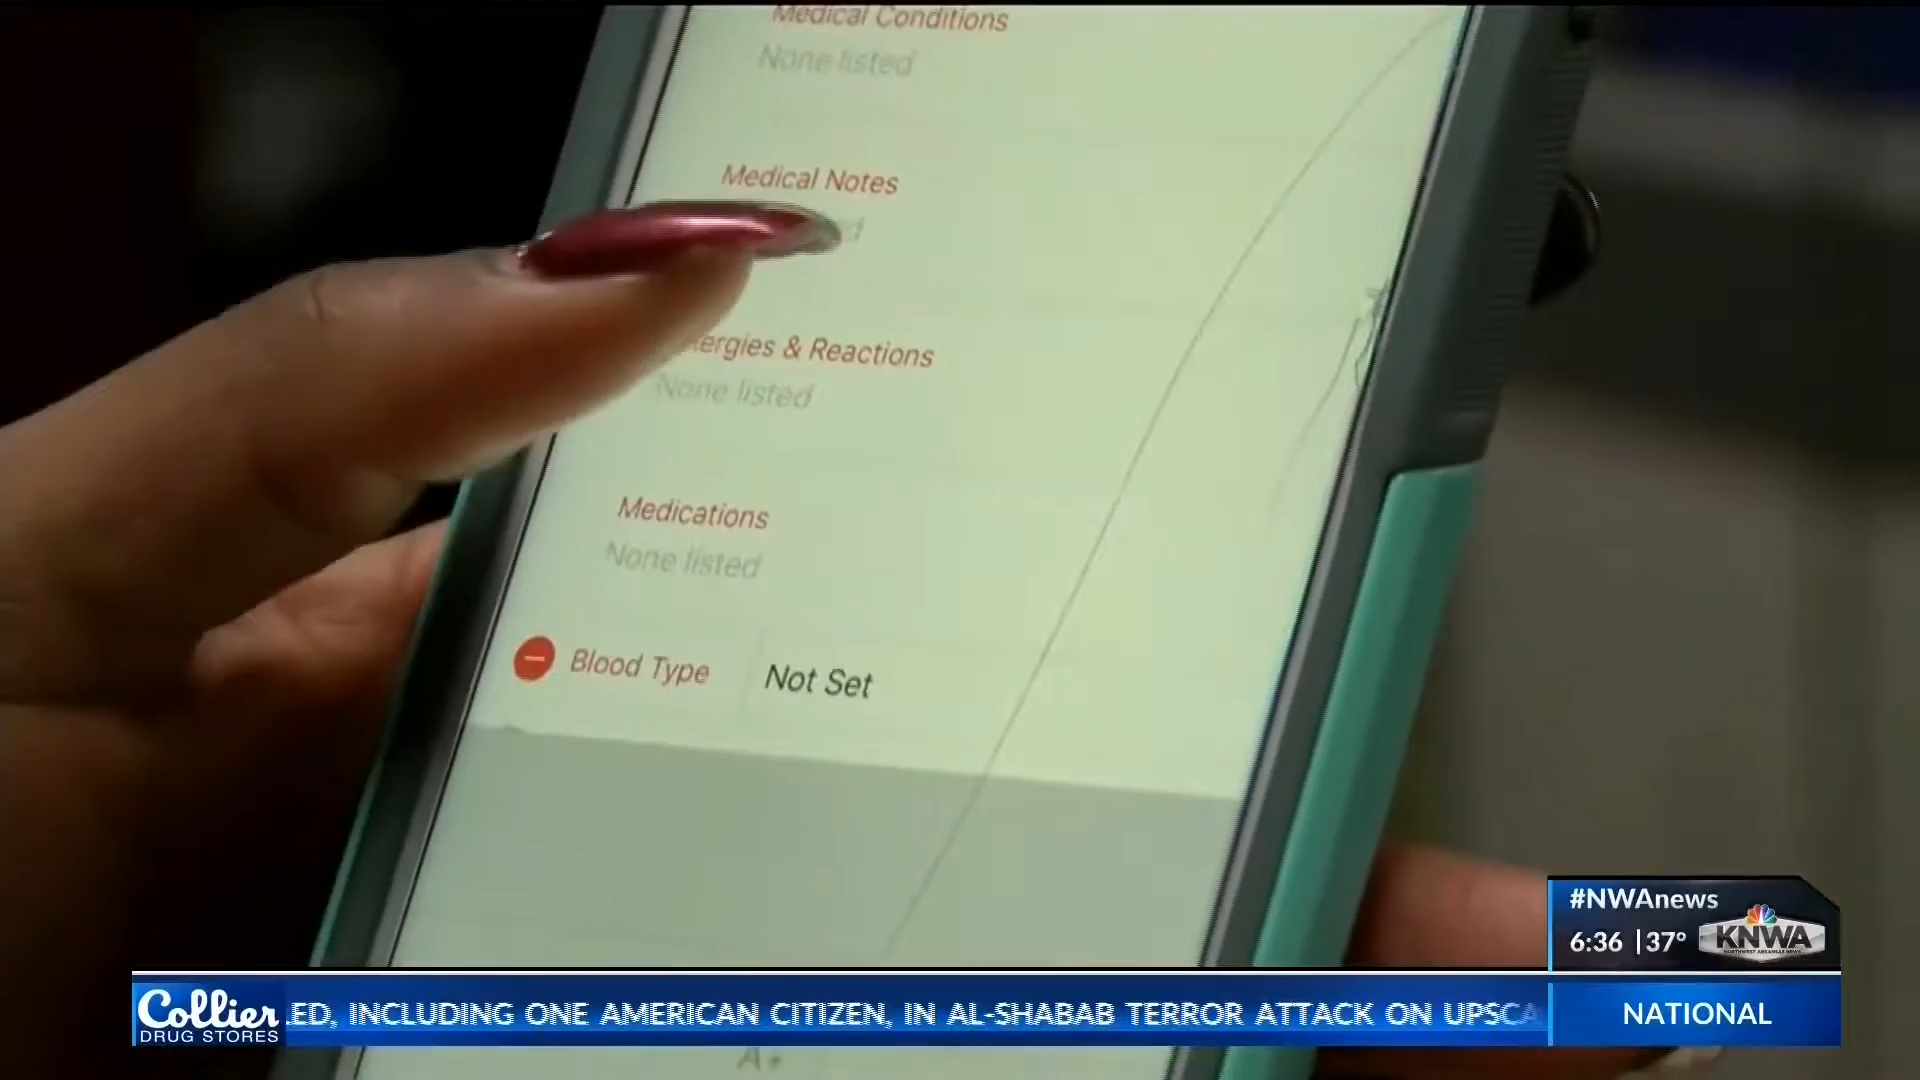 Medical Conditions
None listed
Medical Notes
Allergies & Reactions
None listed
Medications
None listed
Blood Type
Not Set
#NWAnews
6:36 | 37°
KNWA
Collier
DRUG STORES
ED, INCLUDING ONE AMERICAN CITIZEN, IN AL-SHABAB TERROR ATTACK ON UPSCA
NATIONAL